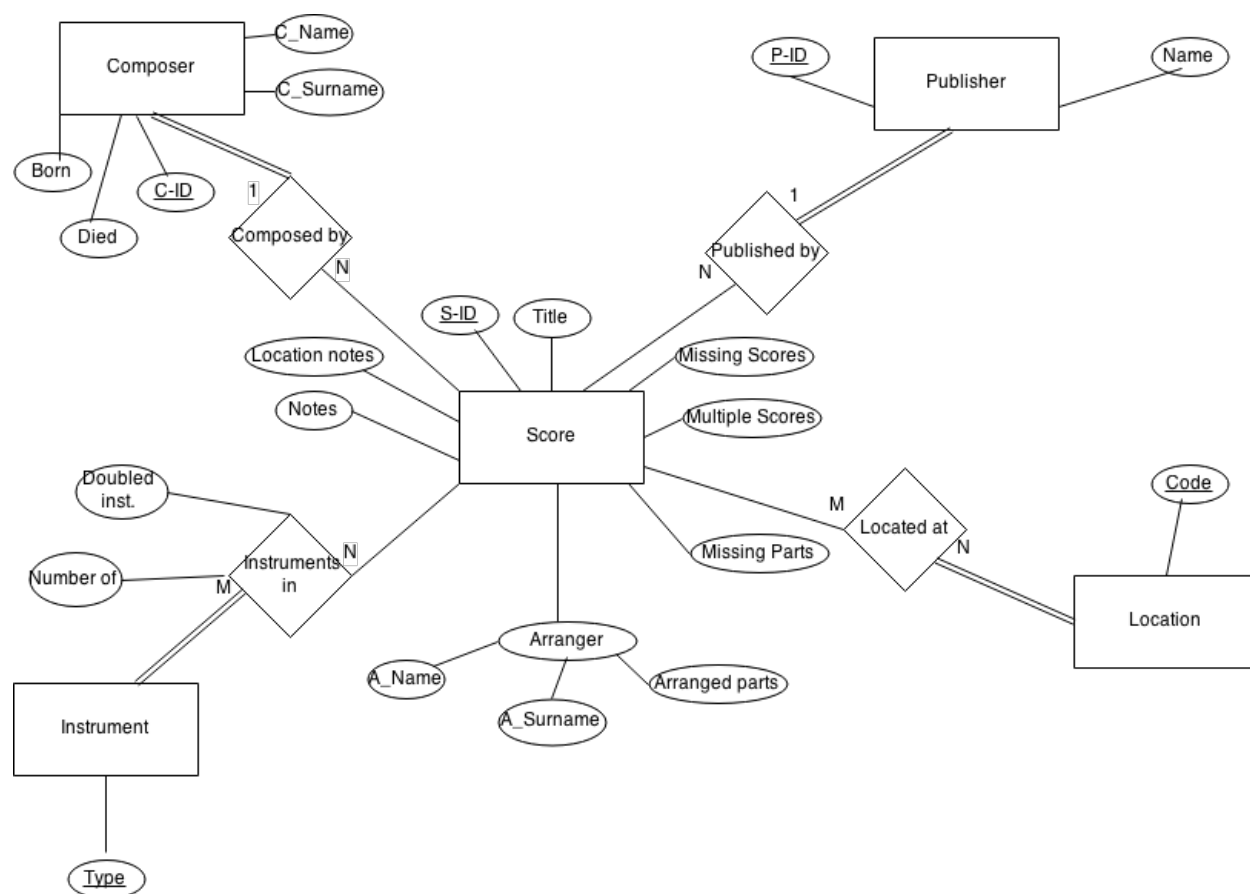 C_Name
Composer
C_Surname
Born
C-ID
Died
1
Composed by
N
P-ID
Name
Publisher
1
Published by
N
S-ID
Title
Location notes
Missing Scores
Notes
Multiple Scores
Score
Doubled
inst.
Number of
M
Instruments
in
N
M
Located at
N
Code
Missing Parts
Location
Arranger
A_Name
A_Surname
Arranged parts
Instrument
Type